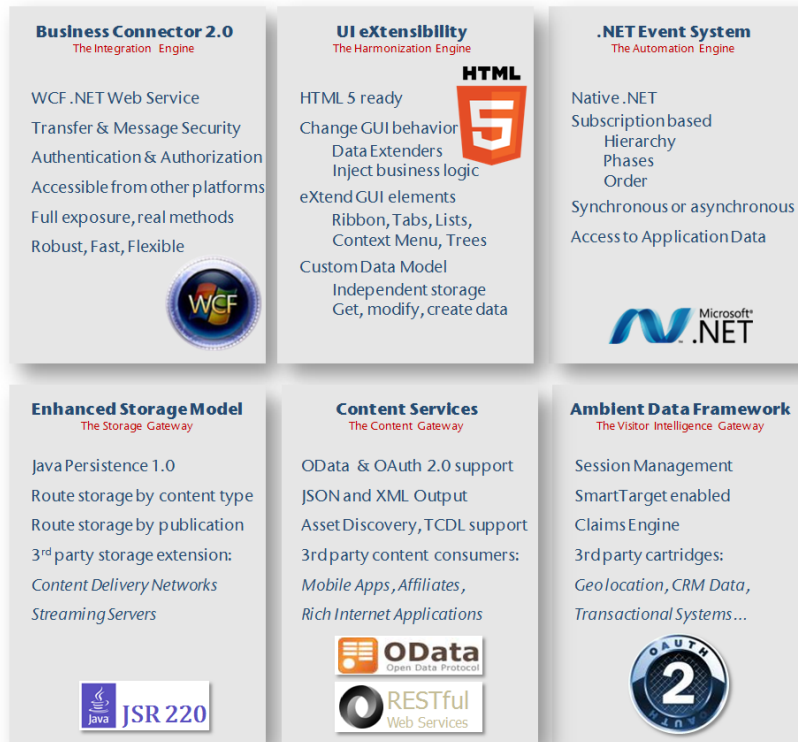 Business Connector 2.0
The Integration Engine
WCF .NET Web Service
Transfer & Message Security
Authentication & Authorization
Accessible from other platforms
Full exposure, real methods
Robust, Fast, Flexible
WCF
UI eXtensibility
The Harmonization Engine
HTML
5
HTML 5 ready
Change GUI behavior
Data Extenders
Inject business logic
eXtend GUI elements
Ribbon, Tabs, Lists,
Context Menu, Trees
Custom Data Model
Independent storage
Get, modify, create data
.NET Event System
The Automation Engine
Native .NET
Subscription based
Hierarchy
Phases
Order
Synchronous or asynchronous
Access to Application Data
Microsoft®
.NET
Enhanced Storage Model
The Storage Gateway
Java Persistence 1.0
Route storage by content type
Route storage by publication
3rd party storage extension:
Content Delivery Networks
Streaming Servers
Java
JSR 220
Content Services
The Content Gateway
OData & OAuth 2.0 support
JSON and XML Output
Asset Discovery, TCDL support
3rd party content consumers:
Mobile Apps, Affiliates,
Rich Internet Applications
OData
Open Data Protocol
RESTful
Web Services
Ambient Data Framework
The Visitor Intelligence Gateway
Session Management
SmartTarget enabled
Claims Engine
3rd party cartridges:
Geolocation, CRM Data,
Transactional Systems...
OAUTH
2
OAUTH